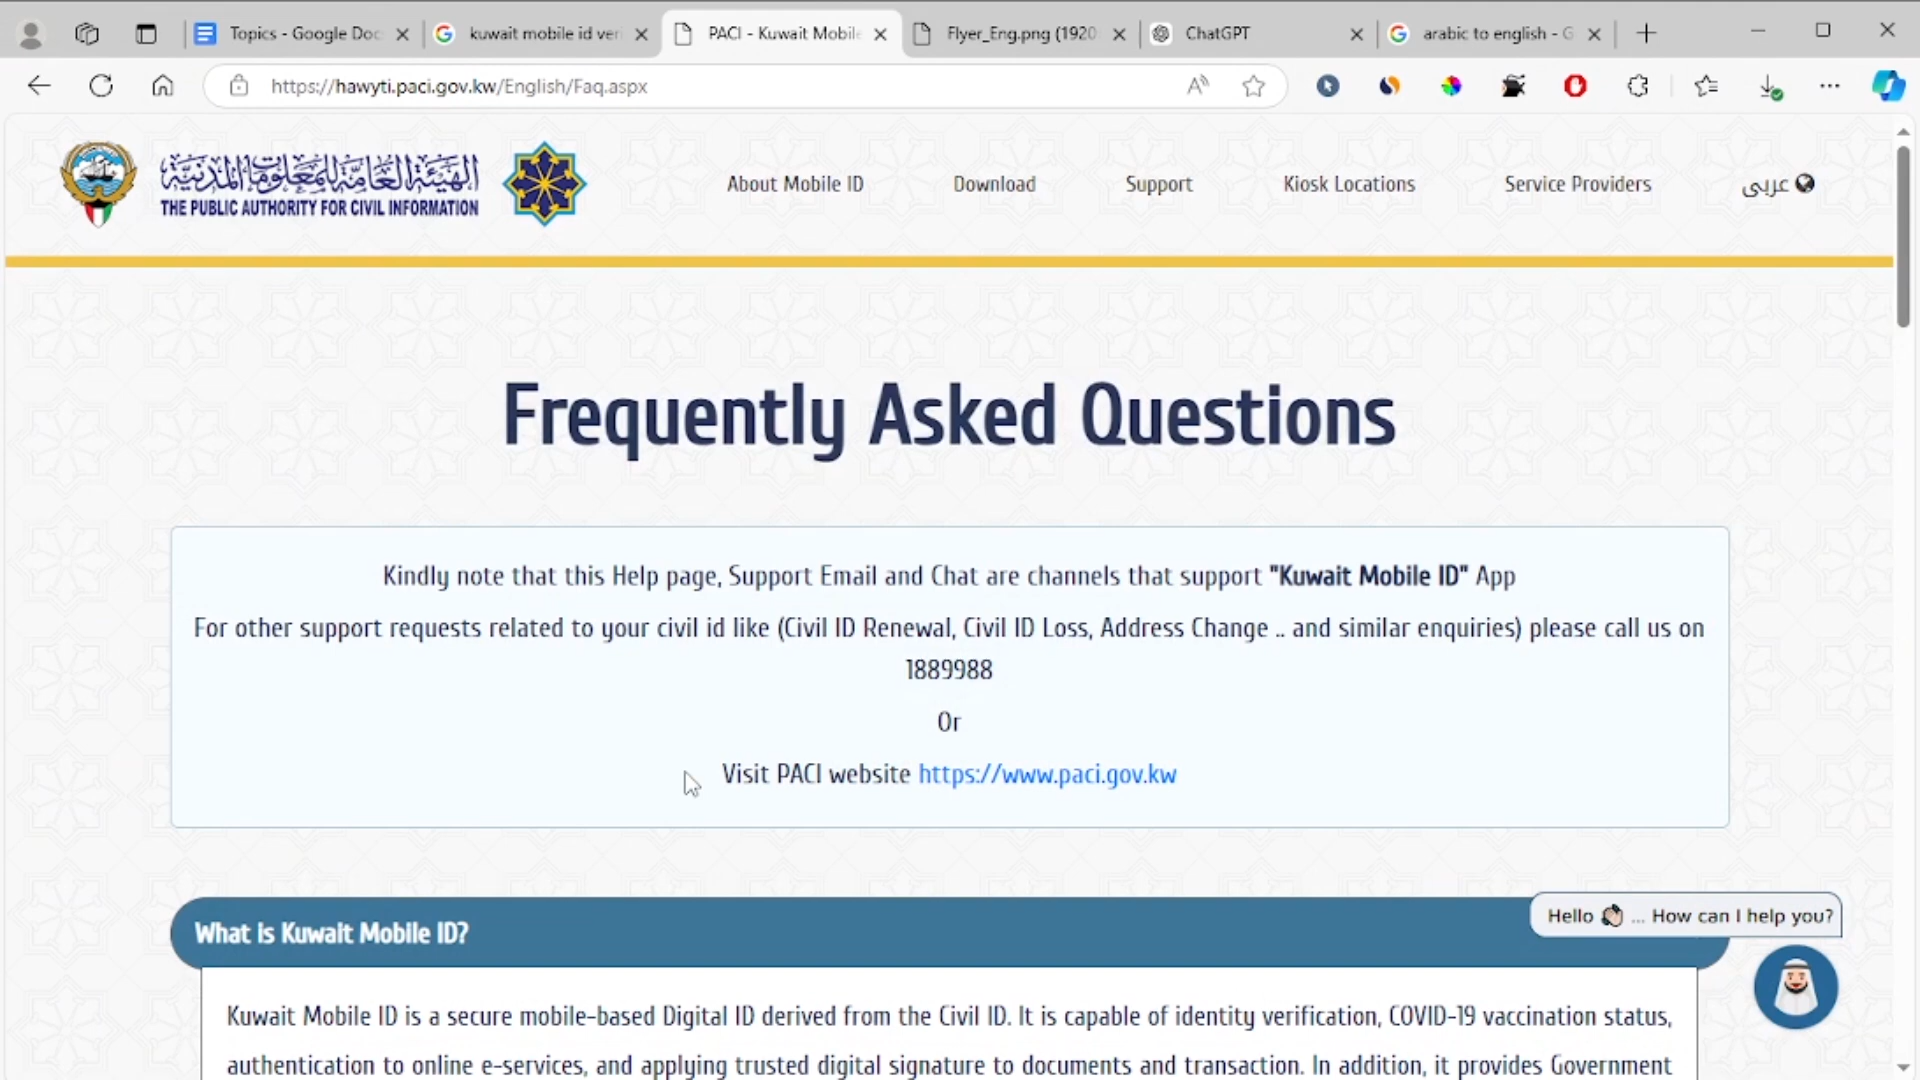 Topics - Google Doc
kuwait mobile id veri
PACI - Kuwait Mobile
Flyer_Eng.png (1920
ChatGPT
arabic to english - G
https://hawyti.paci.gov.kw/English/Faq.aspx
الهيئة العامة للمعلومات المدنية
THE PUBLIC AUTHORITY FOR CIVIL INFORMATION
About Mobile ID
Download
Support
Kiosk Locations
Service Providers
عربى
Frequently Asked Questions
Kindly note that this Help page, Support Email and Chat are channels that support "Kuwait Mobile ID" App
For other support requests related to your civil id like (Civil ID Renewal, Civil ID Loss, Address Change .. and similar enquiries) please call us on
1889988
Or
Visit PACI website https://www.paci.gov.kw
What is Kuwait Mobile ID?
Hello 👋 ... How can I help you?
Kuwait Mobile ID is a secure mobile-based Digital ID derived from the Civil ID. It is capable of identity verification, COVID-19 vaccination status,
authentication to online e-services, and applying trusted digital signature to documents and transaction. In addition, it provides Government